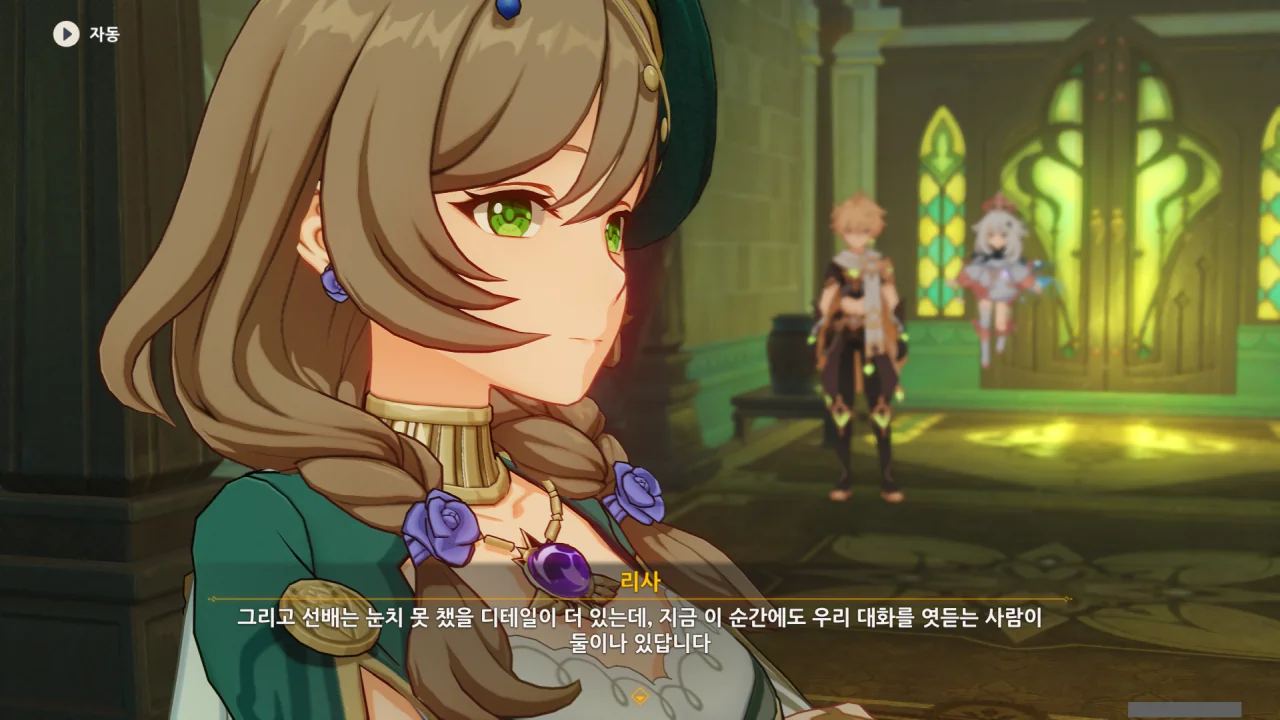 자동
리사
그리고 선배는 눈치 못 챘을 디테일이 더 있는데, 지금 이 순간에도 우리 대화를 엿듣는 사람이
둘이나 있답니다